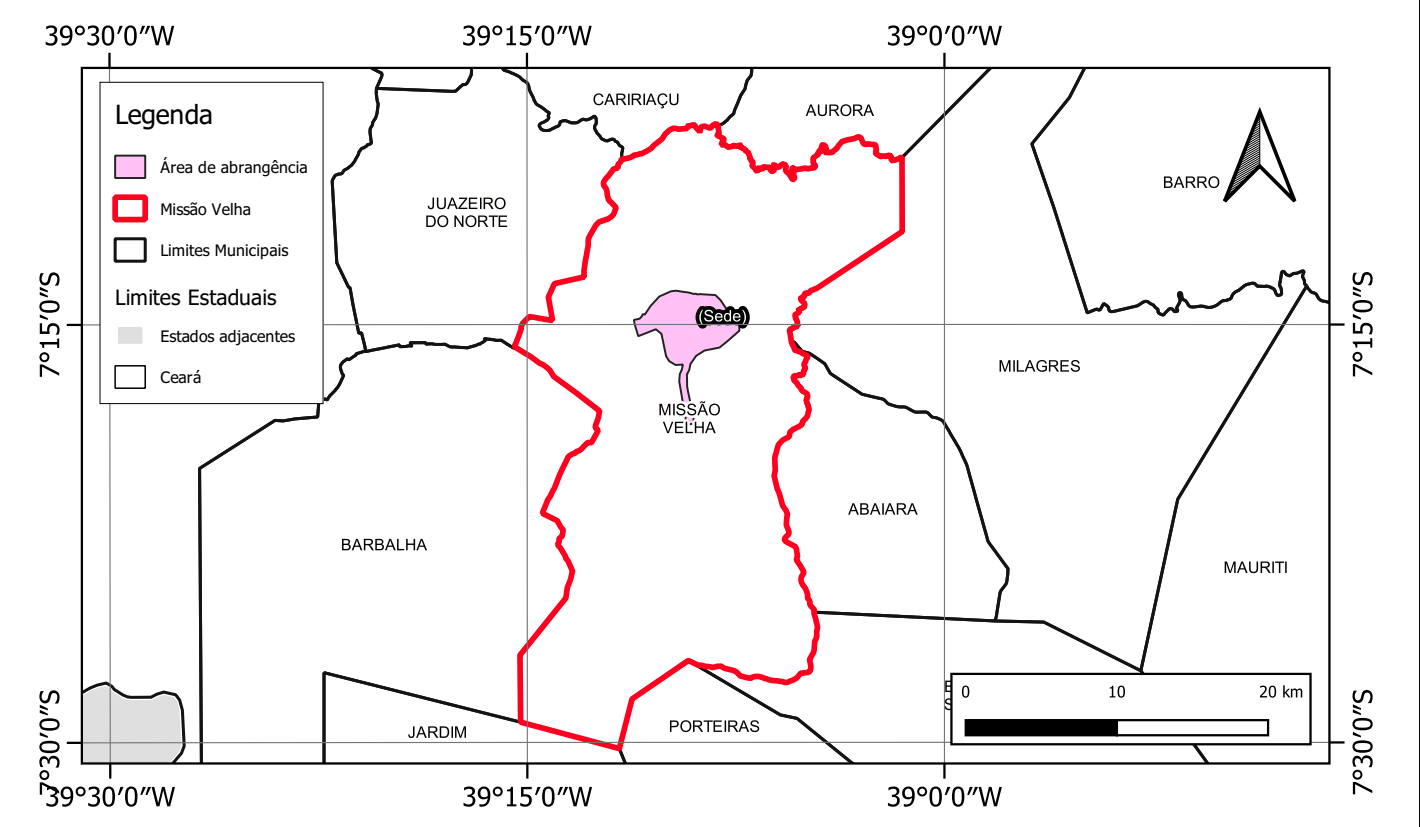 39°30′0″W 39°15′0″W 39°0′0″W
Legenda
Área de abrangência
Missão Velha
Limites Municipais
Limites Estaduais
Estados adjacentes
Ceará
CARIRIAÇU
AURORA
BARRO
JUAZEIRO
DO NORTE
7°15′0″S
(Sede)
7°15′0″S
MILAGRES
MISSÃO
VELHA
ABAIARA
BARBALHA
MAURITI
JARDIM
PORTEIRAS
0 10 20 km
7°30′0″S
7°30′0″S
39°30′0″W 39°15′0″W 39°0′0″W